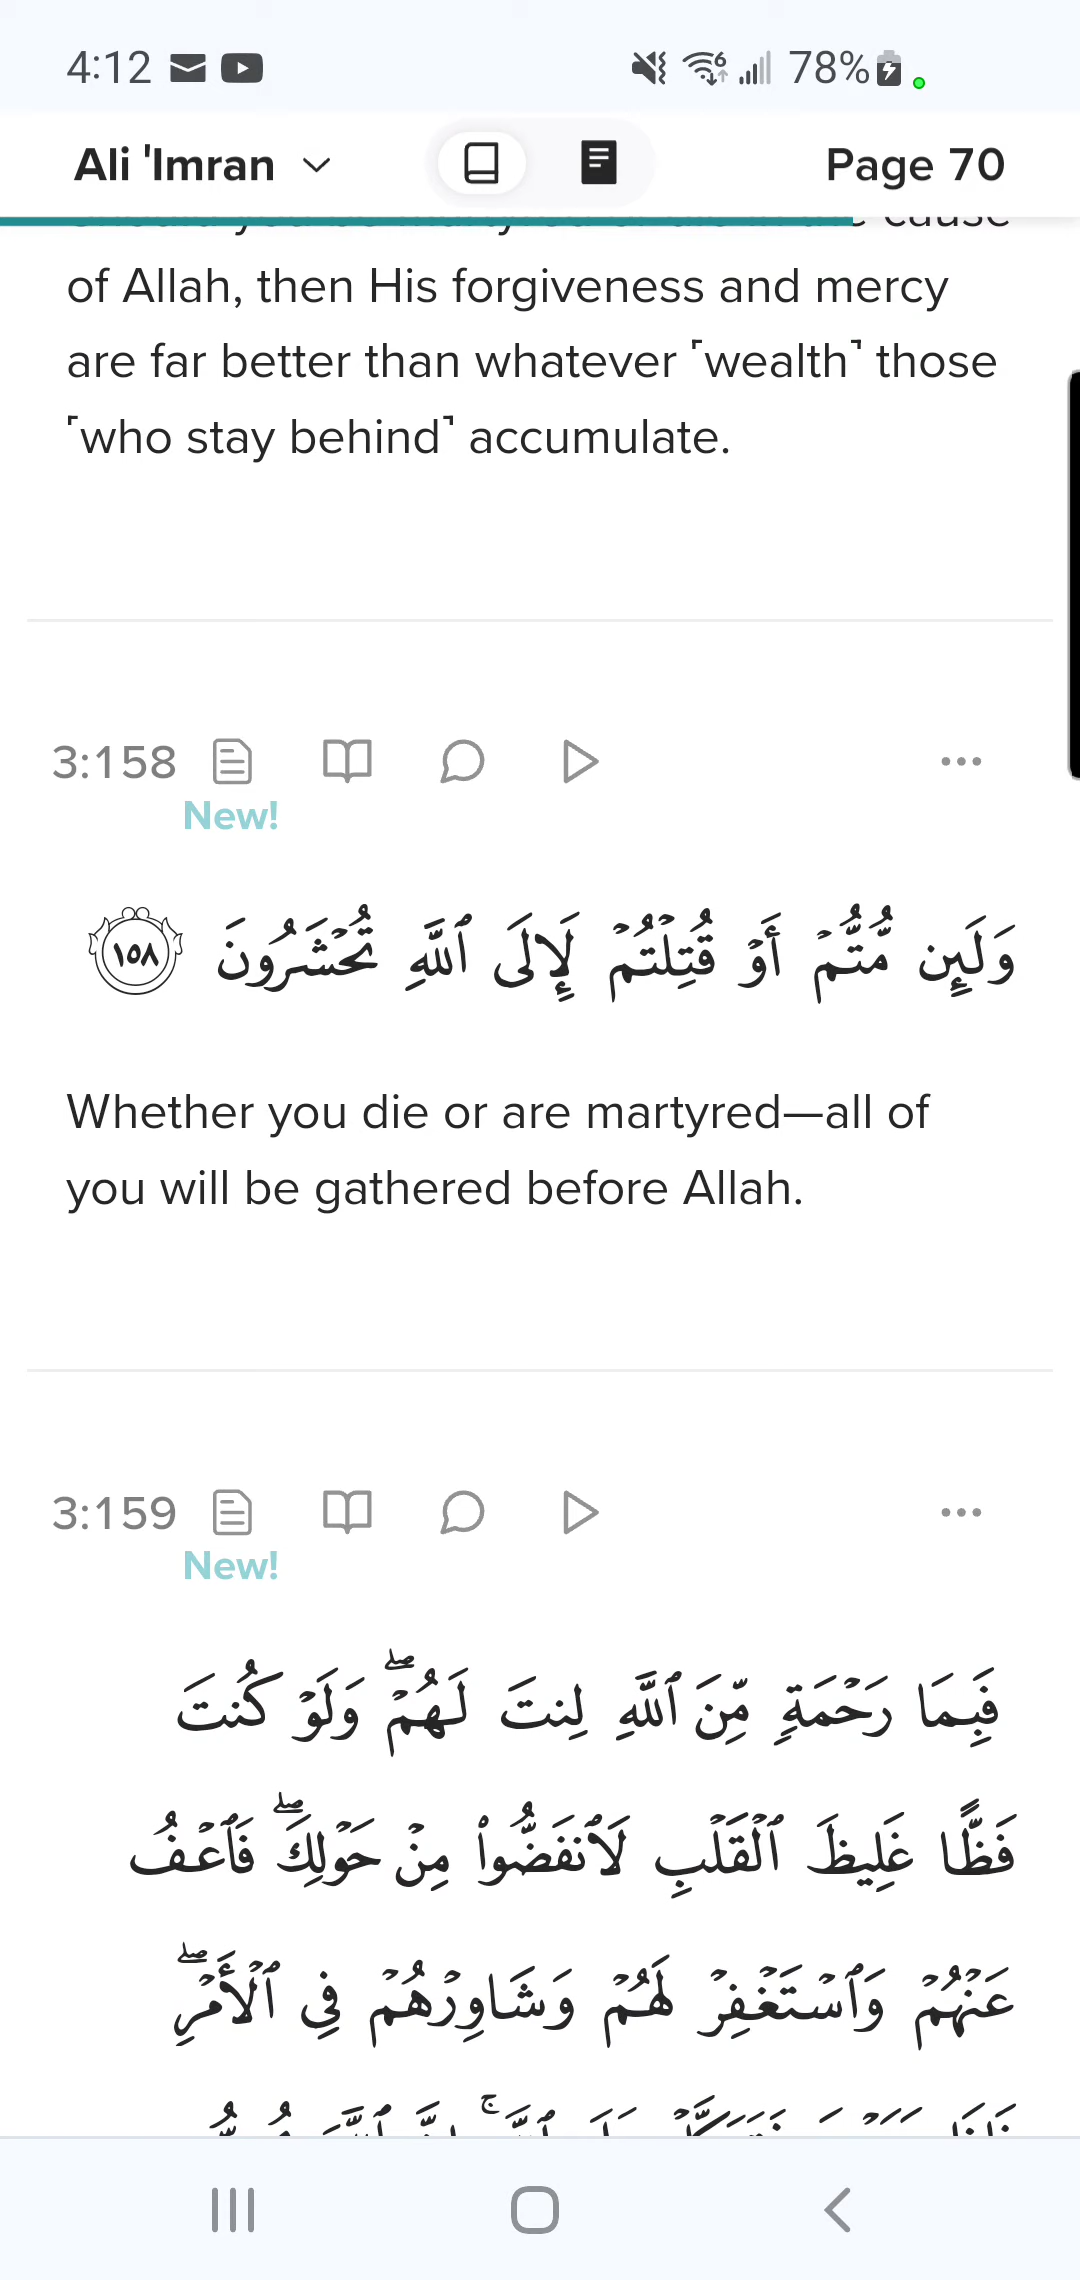 4:12
78%
Ali 'Imran
Page 70
cause
of Allah, then His forgiveness and mercy
are far better than whatever ˹wealth˺ those
˹who stay behind˺ accumulate.
3:158
New!
وَلَئِن مُّتُّمْ أَوْ قُتِلْتُمْ لَإِلَى ٱللَّهِ تُحْشَرُونَ ١٥٨
Whether you die or are martyred—all of
you will be gathered before Allah.
3:159
New!
فَبِمَا رَحْمَةٍ مِّنَ ٱللَّهِ لِنتَ لَهُمْ ۖ وَلَوْ كُنتَ
فَظًّا غَلِيظَ ٱلْقَلْبِ لَٱنفَضُّوا۟ مِنْ حَوْلِكَ ۖ فَٱعْفُ
عَنْهُمْ وَٱسْتَغْفِرْ لَهُمْ وَشَاوِرْهُمْ فِى ٱلْأَمْرِ ۖ